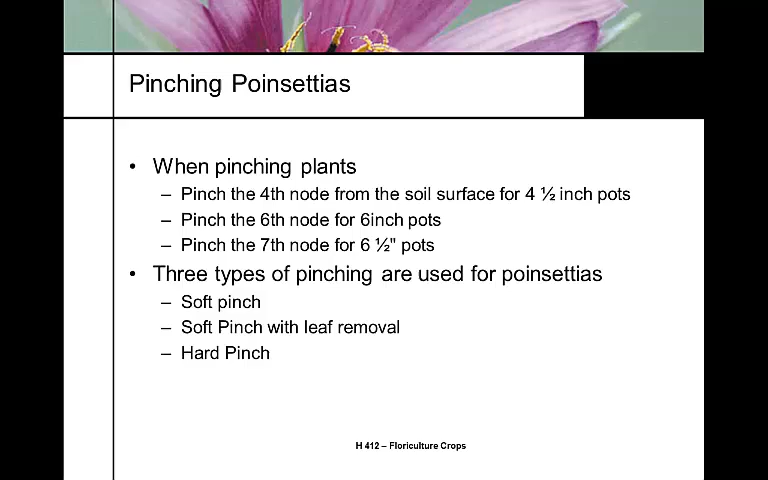 Pinching Poinsettias
• When pinching plants
– Pinch the 4th node from the soil surface for 4 ½ inch pots
– Pinch the 6th node for 6inch pots
– Pinch the 7th node for 6 ½" pots
• Three types of pinching are used for poinsettias
– Soft pinch
– Soft Pinch with leaf removal
– Hard Pinch
H 412 – Floriculture Crops